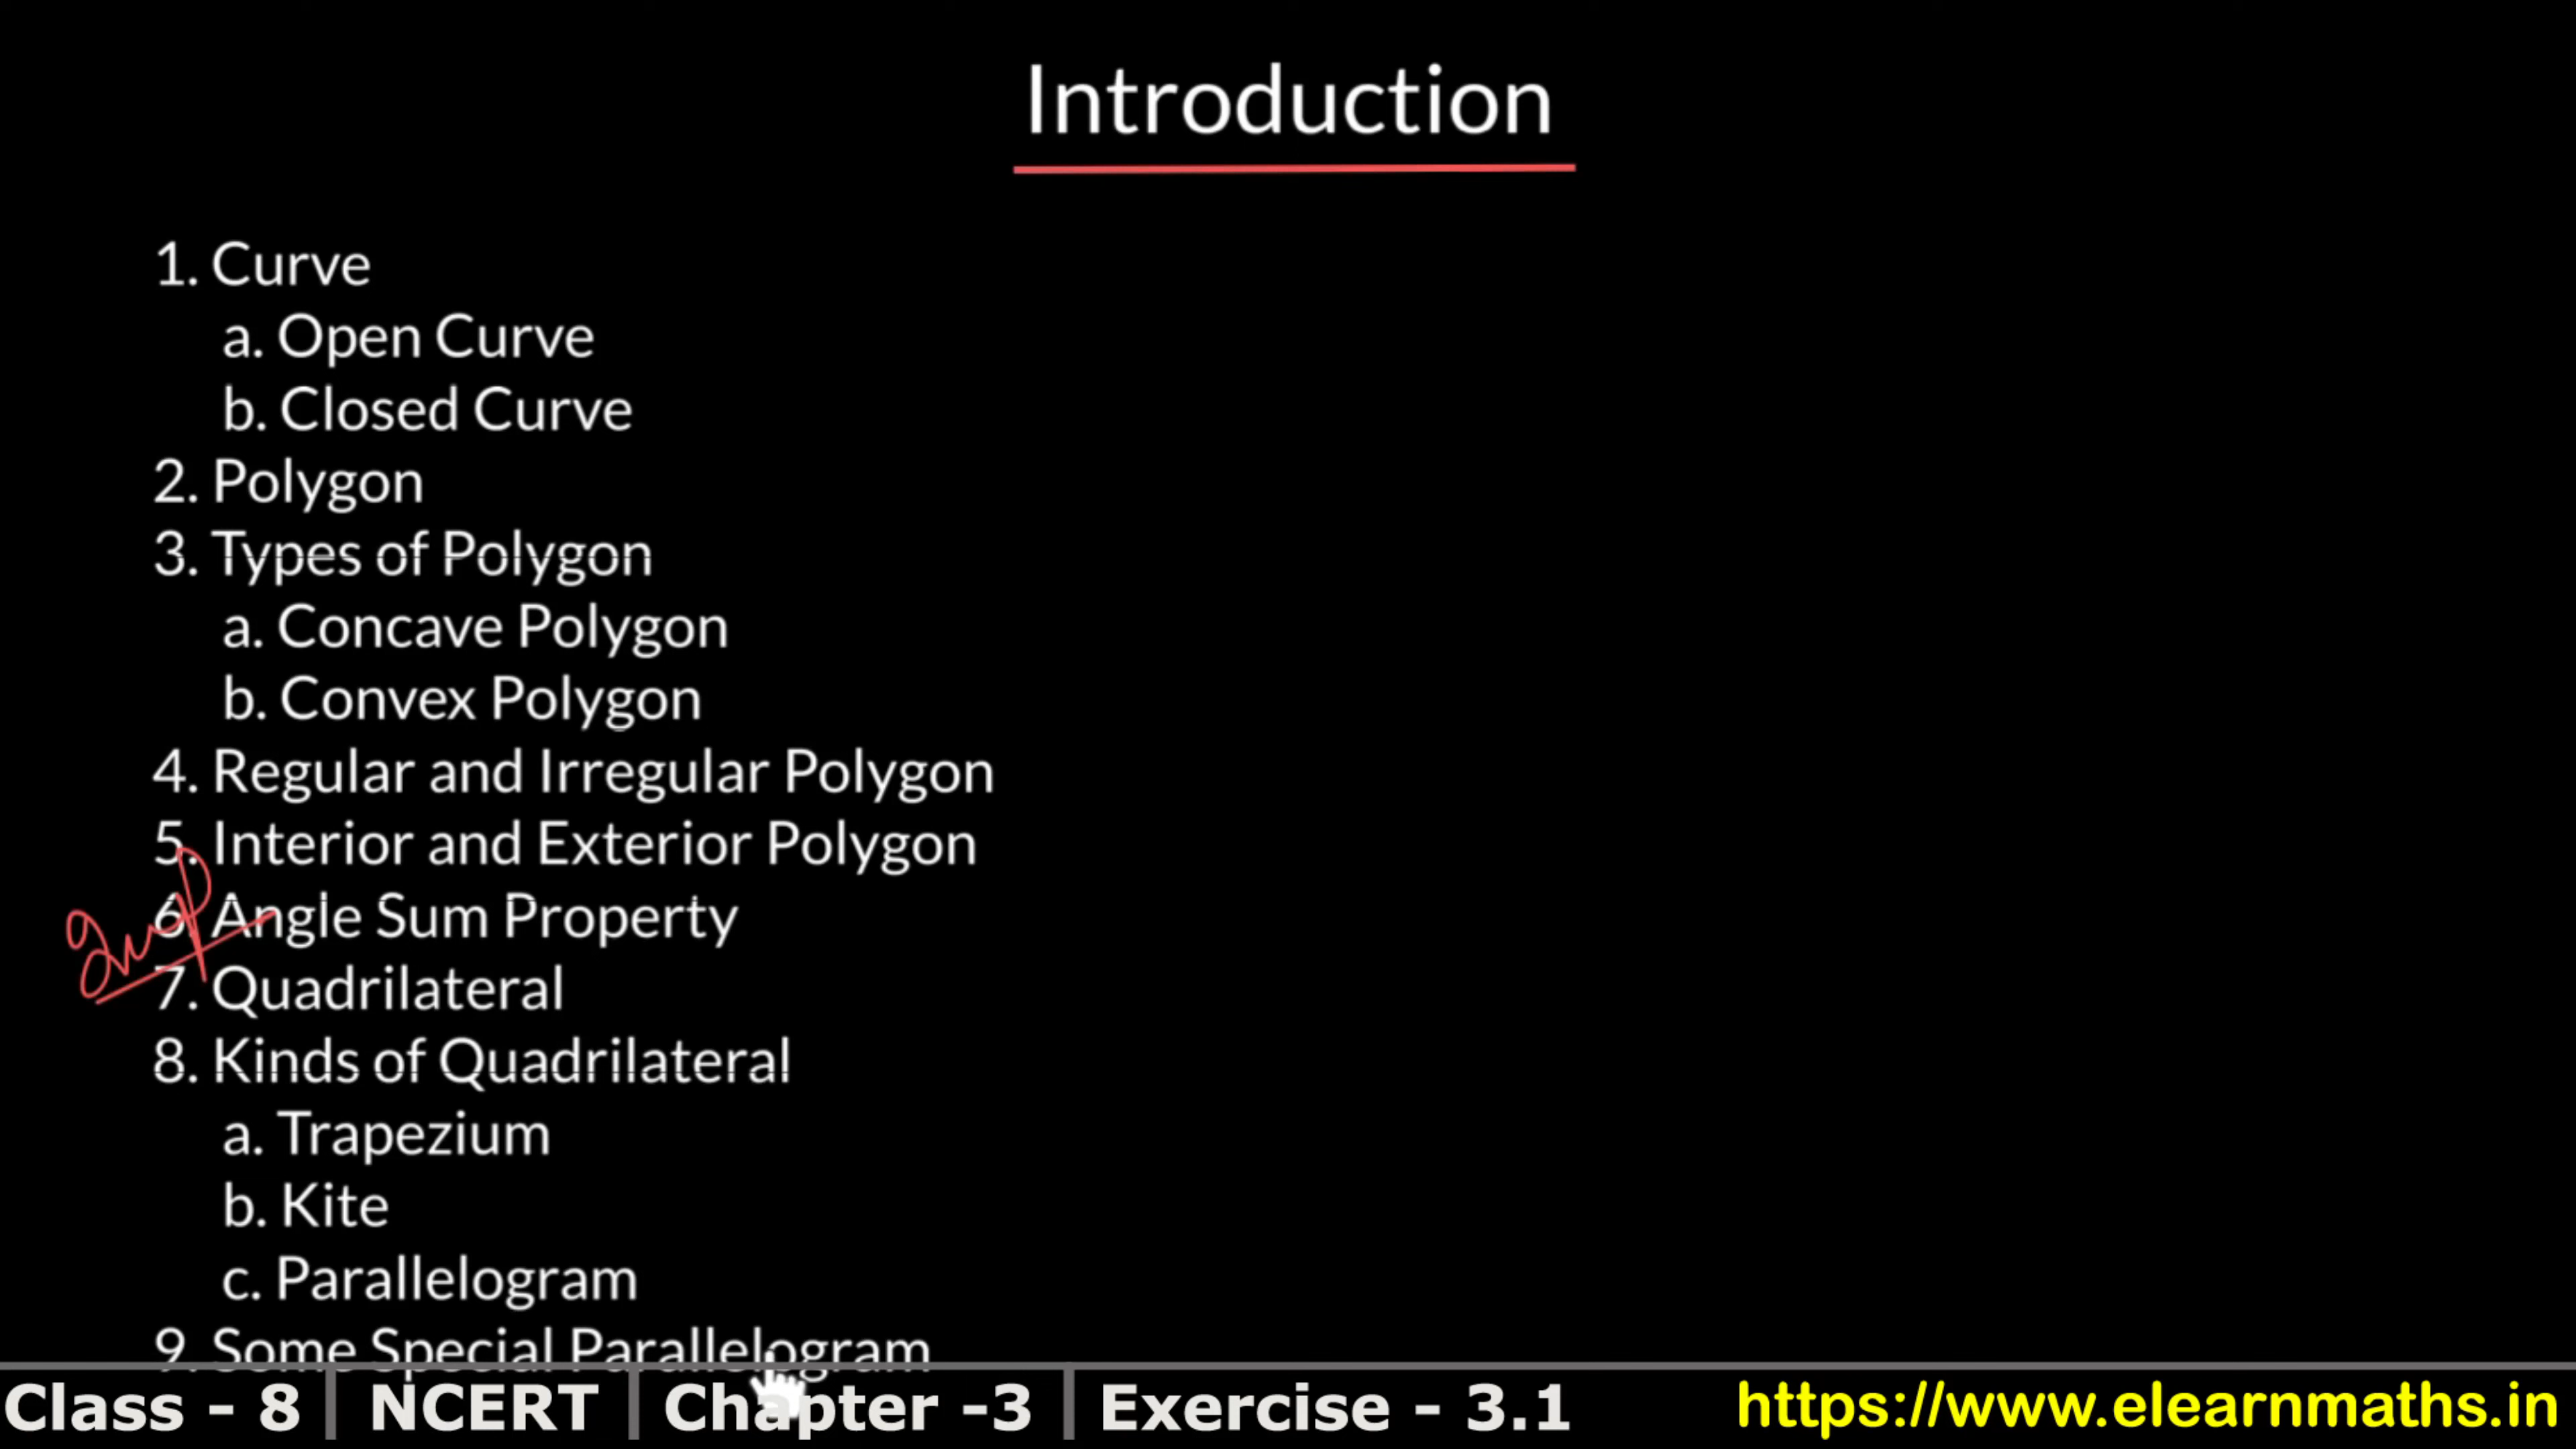 Introduction
1. Curve
a. Open Curve
b. Closed Curve
2. Polygon
3. Types of Polygon
a. Concave Polygon
b. Convex Polygon
4. Regular and Irregular Polygon
5. Interior and Exterior Polygon
Imp
6. Angle Sum Property
7. Quadrilateral
8. Kinds of Quadrilateral
a. Trapezium
b. Kite
c. Parallelogram
9. Some Special Parallelogram
Class - 8 | NCERT | Chapter -3 | Exercise - 3.1 https://www.elearnmaths.in